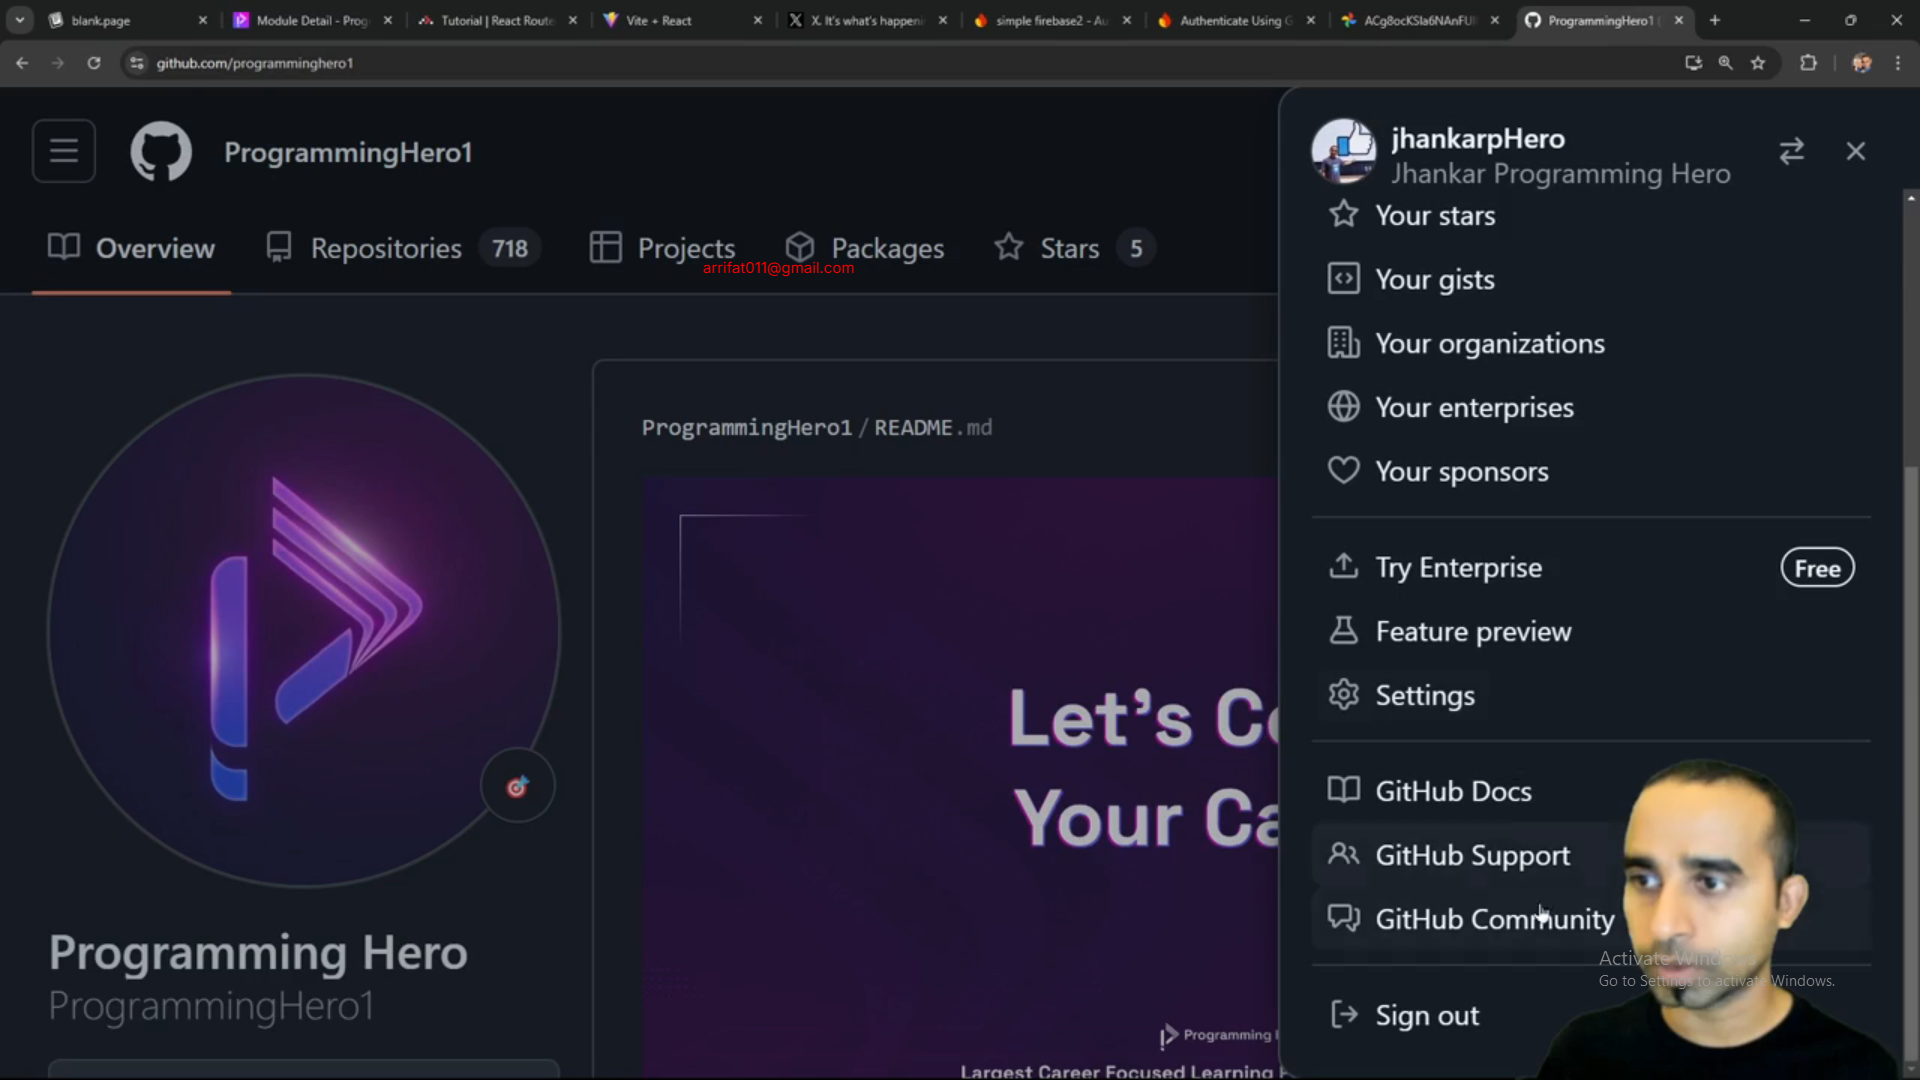 blank.page
Module Detail - Prog
Tutorial | React Route
Vite + React
X. It's what's happeni
simple firebase2 - Au
Authenticate Using G
ACg8ocKSla6NAnFU
ProgrammingHero1 (
github.com/programminghero1
ProgrammingHero1
Overview
Repositories 718
Projects
Packages
Stars 5
arrifat011@gmail.com
ProgrammingHero1 / README.md
Let's Co
Your Ca
Programming
Largest Career Focused Learning
Programming Hero
ProgrammingHero1
jhankarpHero
Jhankar Programming Hero
Your stars
Your gists
Your organizations
Your enterprises
Your sponsors
Try Enterprise Free
Feature preview
Settings
GitHub Docs
GitHub Support
GitHub Community
Activate Windows
Go to Settings to activate Windows.
Sign out